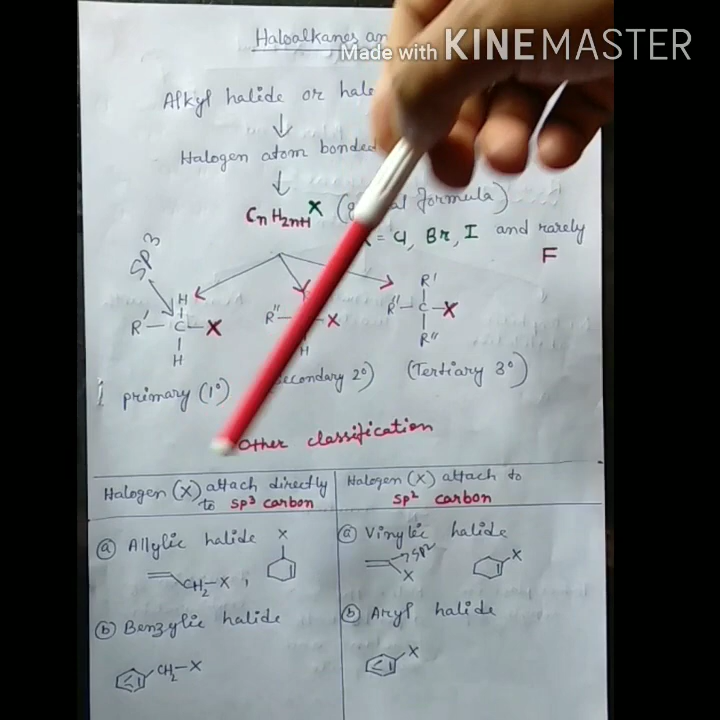 Haloalkanes an
Made with KINEMASTER
Alkyl halide or
Halogen atom bonded
CnH2n+1X
formula)
= Cl, Br, I and rarely
F
sp3
H
R'—C—X
H
R"— X
H
R'
R"—C—X
R"
primary (1°)
econdary 2°)
(Tertiary 3°)
Other classification
Halogen (X) attach directly
to sp3 carbon
Halogen (X) attach to
sp2 carbon
(a) Allylic halide
X
CH2—X ,
(b) Benzylic halide
CH2—X
(a) Vinylic halide
sp2
X
X
(b) Aryl halide
X